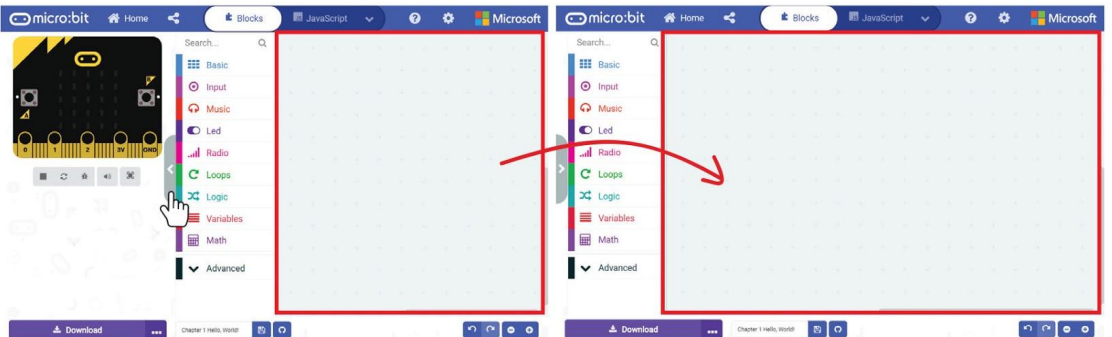 micro:bit Home Blocks JavaScript Microsoft
Search...
Basic
Input
Music
Led
Radio
Loops
Logic
Variables
Math
Advanced
0 1 2 3V GND
B
A
Download ... Chapter 1 Hello, World!
micro:bit Home Blocks JavaScript Microsoft
Search...
Basic
Input
Music
Led
Radio
Loops
Logic
Variables
Math
Advanced
Download ... Chapter 1 Hello, World!